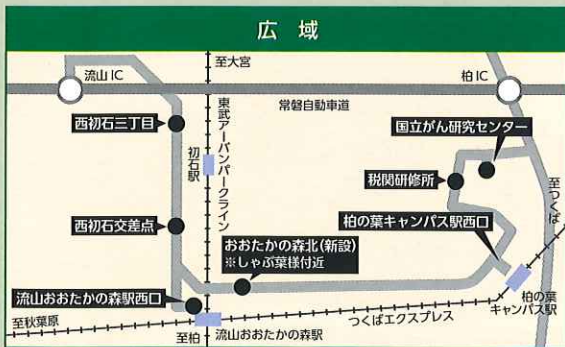 広域
至大宮
流山IC
柏IC
常磐自動車道
西初石三丁目
東武アーバンパークライン
初石駅
国立がん研究センター
税関研修所
至つくば
西初石交差点
柏の葉キャンパス駅西口
おおたかの森北(新設)
※しゃぶ葉様付近
流山おおたかの森駅西口
柏の葉
キャンパス駅
至秋葉原
つくばエクスプレス
至柏
流山おおたかの森駅